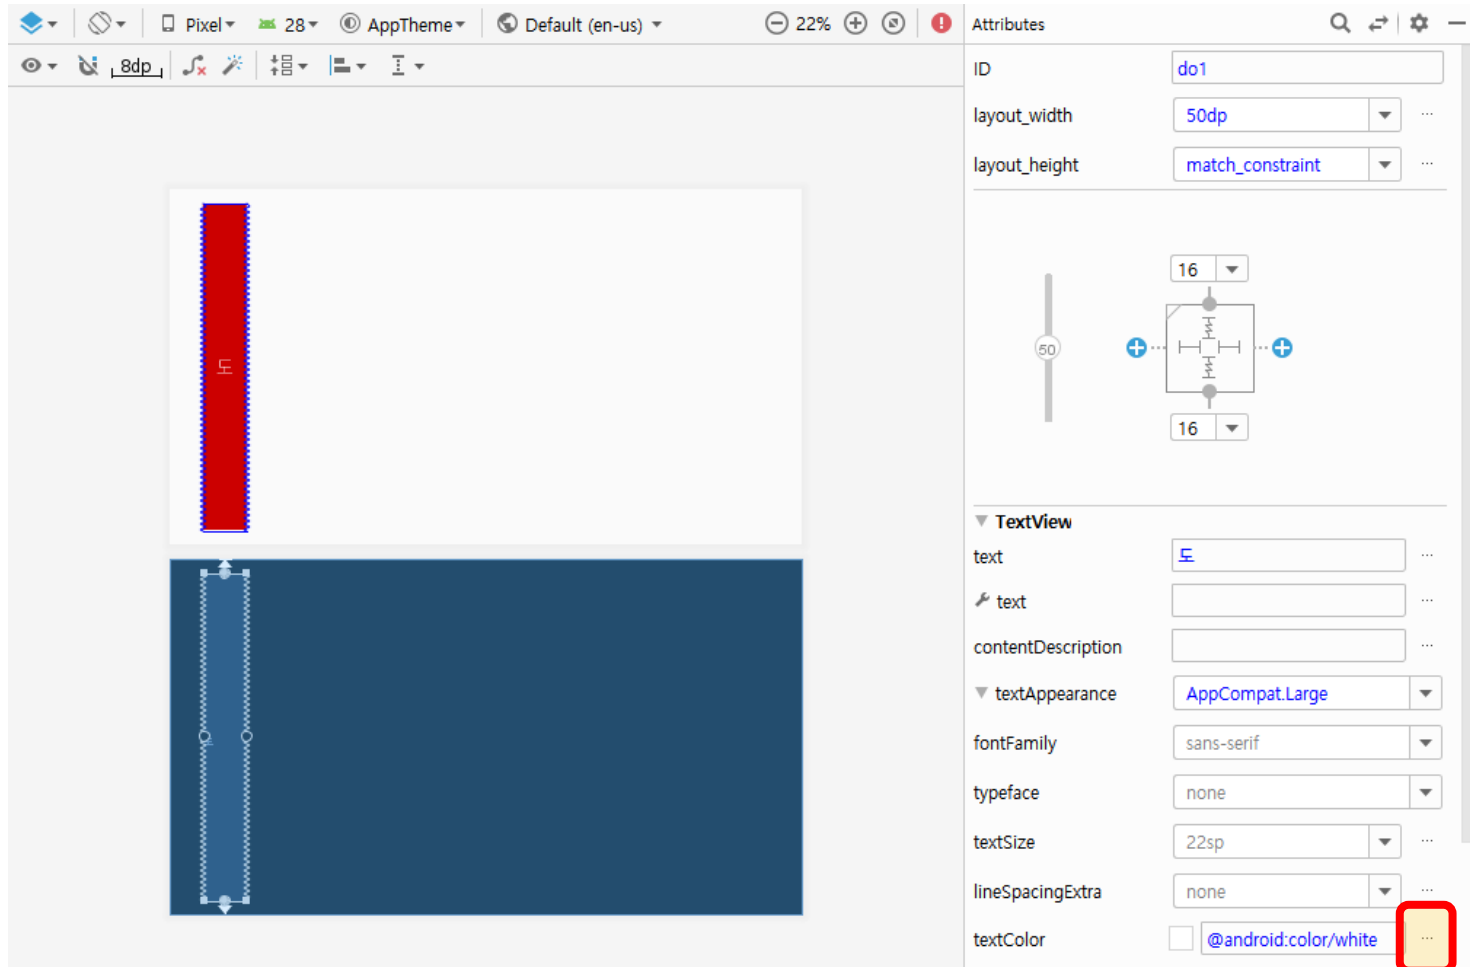 Pixel 28 AppTheme Default (en-us) 22% Attributes
8dp
ID do1
layout_width 50dp ...
layout_height match_constraint ...
도
16
50
16
TextView
text 도 ...
text ...
contentDescription ...
textAppearance AppCompat.Large
fontFamily sans-serif
typeface none
textSize 22sp ...
lineSpacingExtra none ...
textColor @android:color/white ...